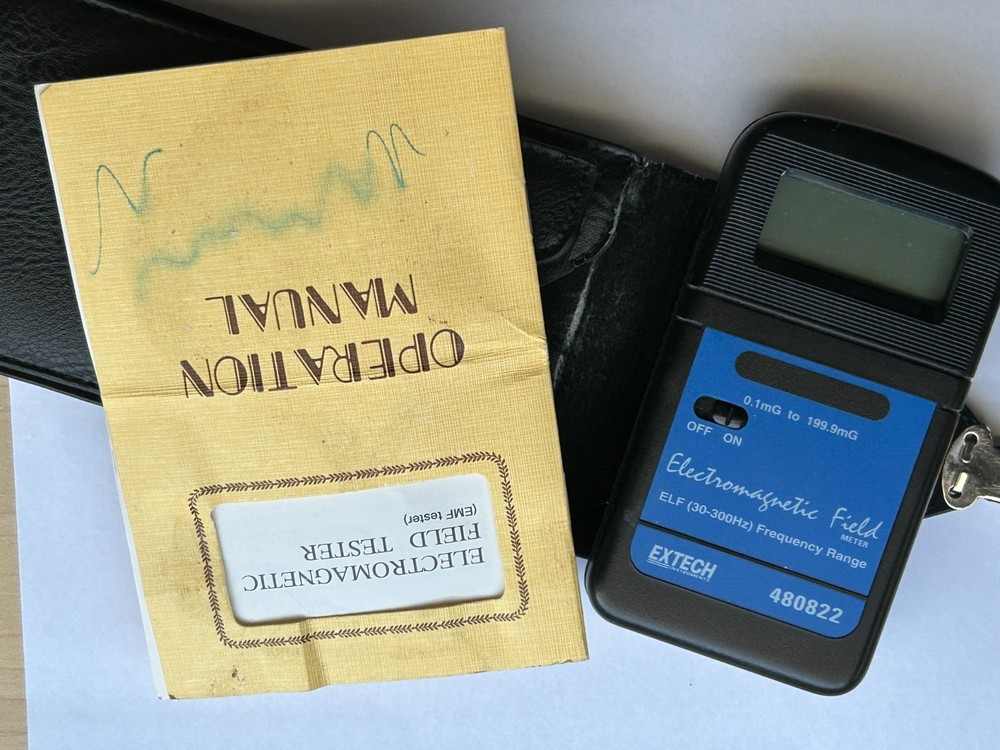 OPERATION
MANUAL
ELECTROMAGNETIC
FIELD TESTER
(EMF tester)
0.1mG to 199.9mG
OFF ON
Electromagnetic Field
METER
ELF (30-300Hz) Frequency Range
EXTECH
INSTRUMENTS
480822